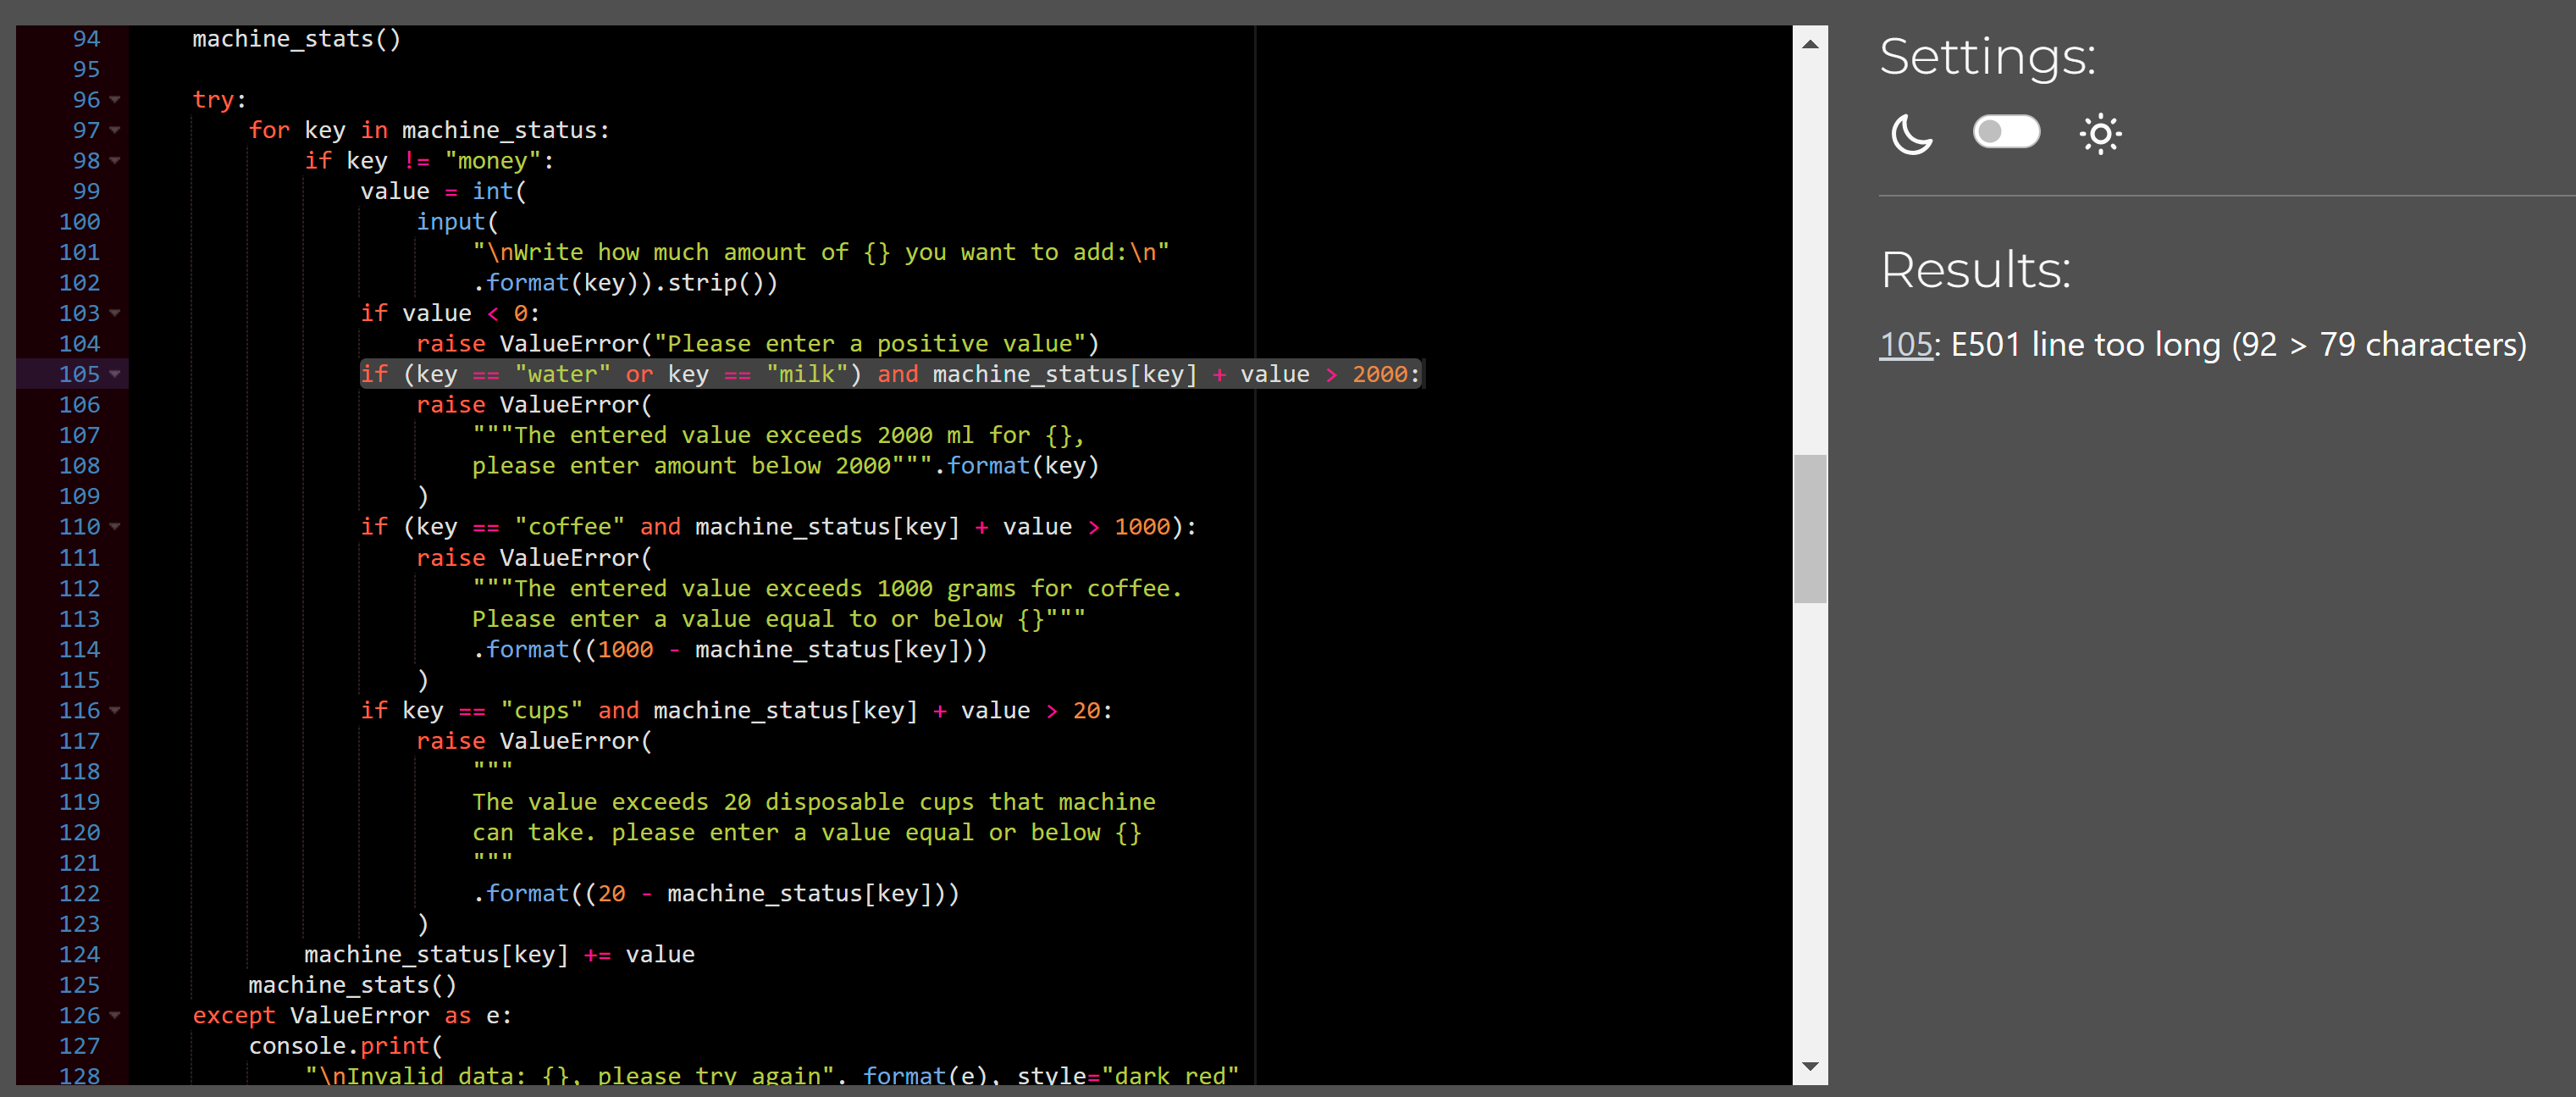 94 machine_stats()
95
96 try:
97 for key in machine_status:
98 if key != "money":
99 value = int(
100 input(
101 "\nWrite how much amount of {} you want to add:\n"
102 .format(key)).strip())
103 if value < 0:
104 raise ValueError("Please enter a positive value")
105 if (key == "water" or key == "milk") and machine_status[key] + value > 2000:
106 raise ValueError(
107 """The entered value exceeds 2000 ml for {},
108 please enter amount below 2000""".format(key)
109 )
110 if (key == "coffee" and machine_status[key] + value > 1000):
111 raise ValueError(
112 """The entered value exceeds 1000 grams for coffee.
113 Please enter a value equal to or below {}"""
114 .format((1000 - machine_status[key]))
115 )
116 if key == "cups" and machine_status[key] + value > 20:
117 raise ValueError(
118 """
119 The value exceeds 20 disposable cups that machine
120 can take. please enter a value equal or below {}
121 """
122 .format((20 - machine_status[key]))
123 )
124 machine_status[key] += value
125 machine_stats()
126 except ValueError as e:
127 console.print(
128 "\nInvalid data: {}, please try again". format(e), style="dark_red"
Settings:
Results:
105: E501 line too long (92 > 79 characters)